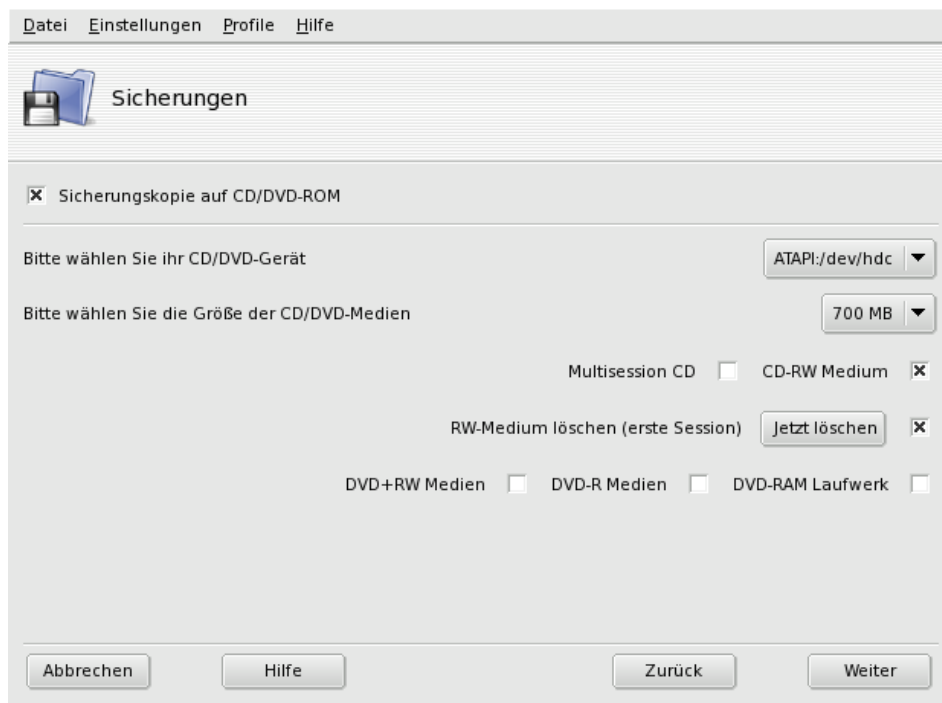 Datei Einstellungen Profile Hilfe
Sicherungen
Sicherungskopie auf CD/DVD-ROM
Bitte wählen Sie ihr CD/DVD-Gerät ATAPI:/dev/hdc
Bitte wählen Sie die Größe der CD/DVD-Medien 700 MB
Multisession CD CD-RW Medium
RW-Medium löschen (erste Session) Jetzt löschen
DVD+RW Medien DVD-R Medien DVD-RAM Laufwerk
Abbrechen Hilfe Zurück Weiter